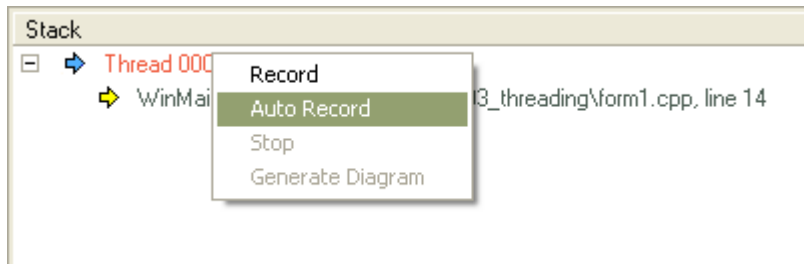 Stack
Thread 000
Record
WinMai 3_threading\form1.cpp, line 14
Auto Record
Stop
Generate Diagram